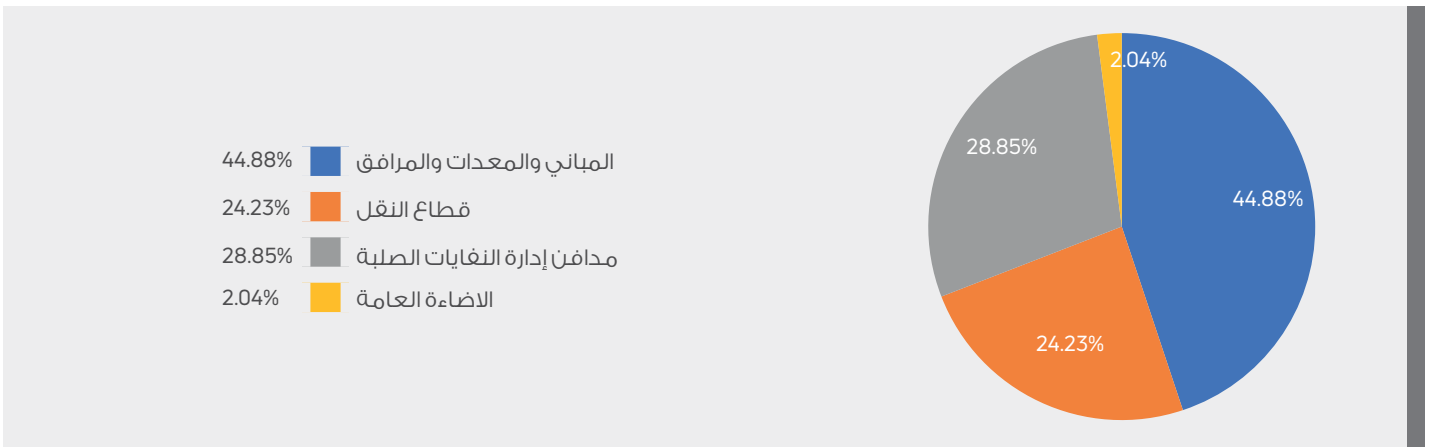 المباني والمعدات والمرافق 44.88%
قطاع النقل 24.23%
مدافن إدارة النفايات الصلبة 28.85%
الاضاءة العامة 2.04%
2.04%
28.85%
44.88%
24.23%